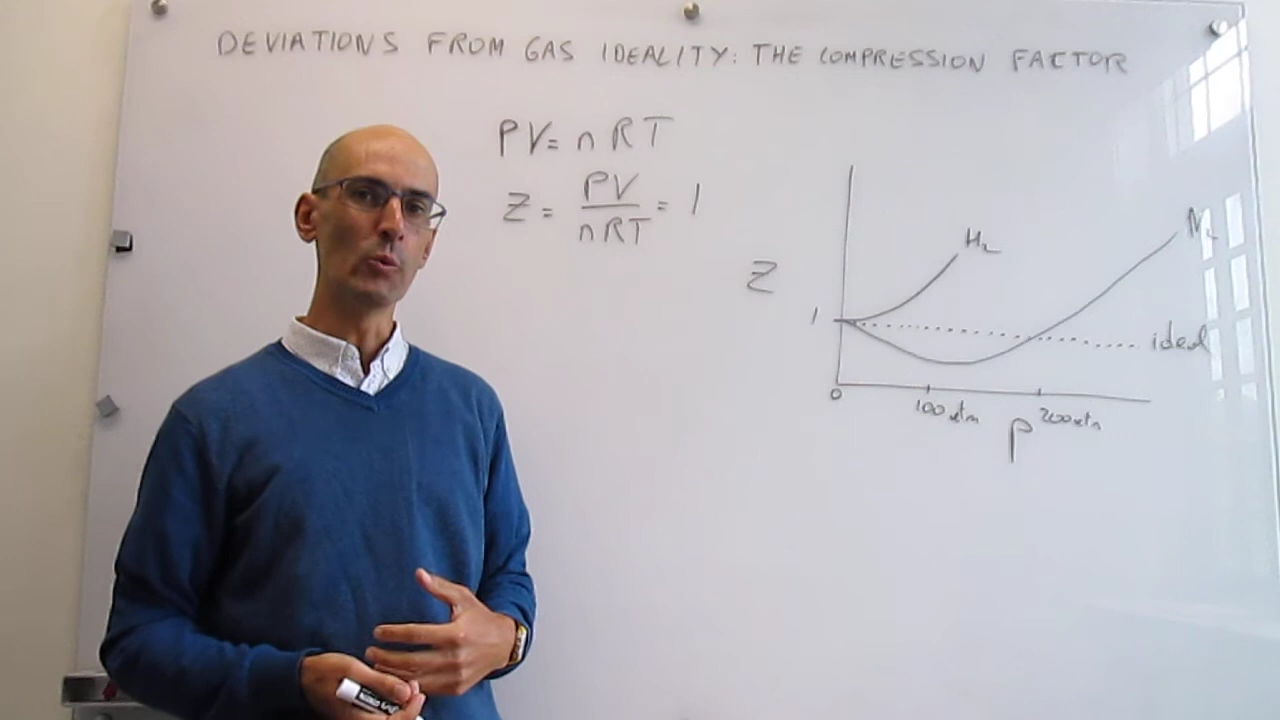 DEVIATIONS FROM GAS IDEALITY: THE COMPRESSION FACTOR
PV = nRT
Z = PV/nRT = 1
H₂
N₂
Z
1
ideal
0
100 atm
200 atm
P